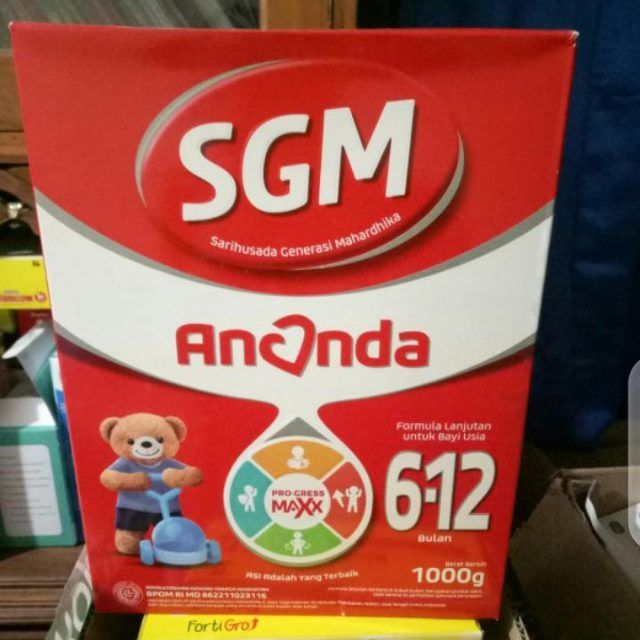 SGM
Sarihusada Generasi Mahardhika
Ananda
Formula Lanjutan
untuk Bayi Usia
6-12
Bulan
PRO-GRESS
MAXX
ASI Adalah Yang Terbaik
Berat Bersih
1000g
BPOM RI MD 862211023116
FortiGro